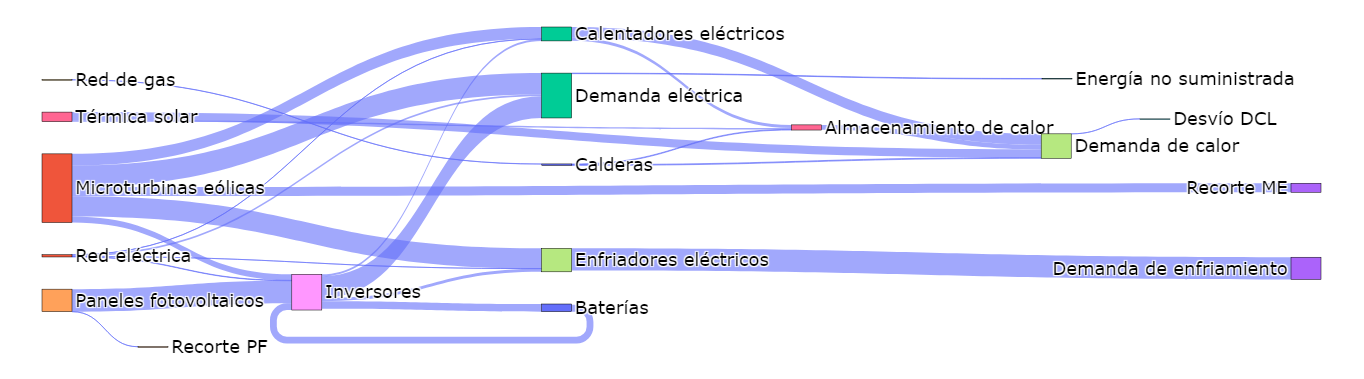 Calentadores eléctricos
Red de gas
Energía no suministrada
Demanda eléctrica
Térmica solar
Desvío DCL
Almacenamiento de calor
Demanda de calor
Calderas
Microturbinas eólicas
Recorte ME
Red eléctrica
Enfriadores eléctricos
Demanda de enfriamiento
Inversores
Paneles fotovoltaicos
Baterías
Recorte PF